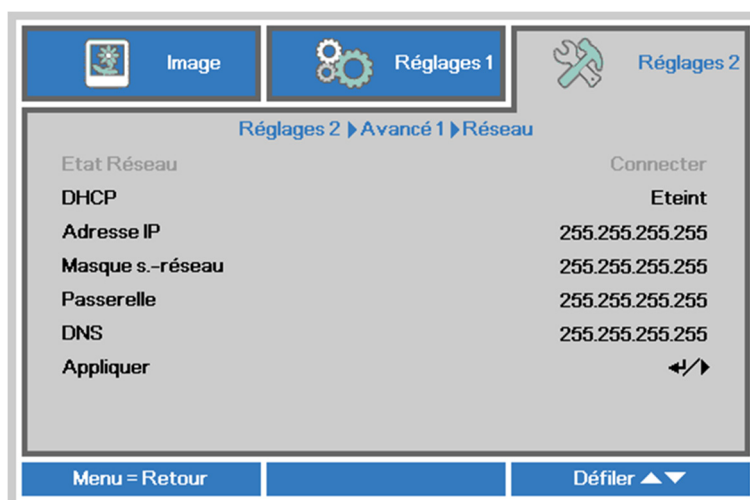 Image
Réglages 1
Réglages 2
Réglages 2 ▶ Avancé 1 ▶ Réseau
Etat Réseau Connecter
DHCP Eteint
Adresse IP 255.255.255.255
Masque s.-réseau 255.255.255.255
Passerelle 255.255.255.255
DNS 255.255.255.255
Appliquer ↵/▶
Menu = Retour
Défiler ▲▼